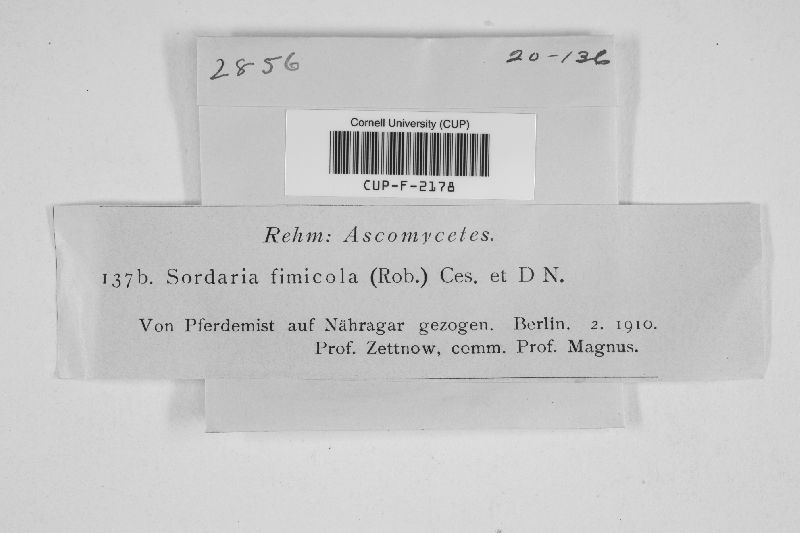 2856 20-136
Cornell University (CUP)
CUP-F-2178
Rehm: Ascomycetes.
137b. Sordaria fimicola (Rob.) Ces. et D N.
Von Pferdemist auf Nähragar gezogen. Berlin. 2. 1910.
Prof. Zettnow, comm. Prof. Magnus.